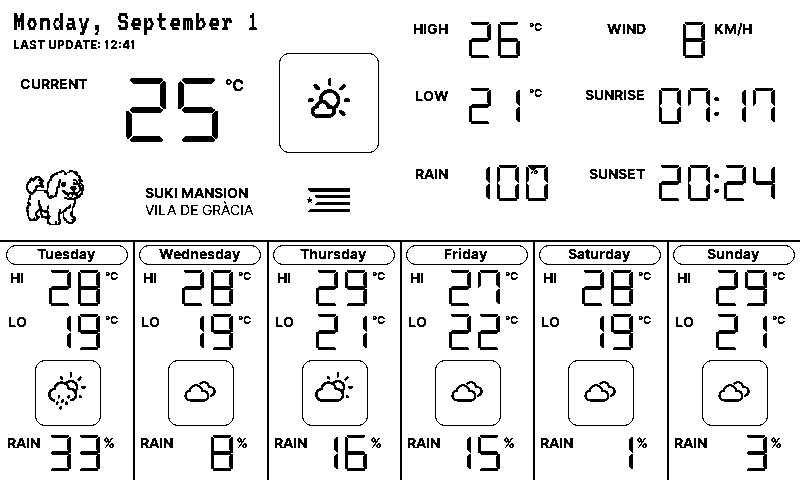 Monday, September 1
LAST UPDATE: 12:41
CURRENT 25 °C
HIGH 26 °C
LOW 21 °C
RAIN 100 %
WIND 8 KM/H
SUNRISE 07:17
SUNSET 20:24
SUKI MANSION
VILA DE GRÀCIA
Tuesday
HI 28 °C
LO 19 °C
RAIN 33 %
Wednesday
HI 28 °C
LO 19 °C
RAIN 8 %
Thursday
HI 29 °C
LO 21 °C
RAIN 16 %
Friday
HI 27 °C
LO 22 °C
RAIN 15 %
Saturday
HI 28 °C
LO 19 °C
RAIN 1 %
Sunday
HI 29 °C
LO 21 °C
RAIN 3 %